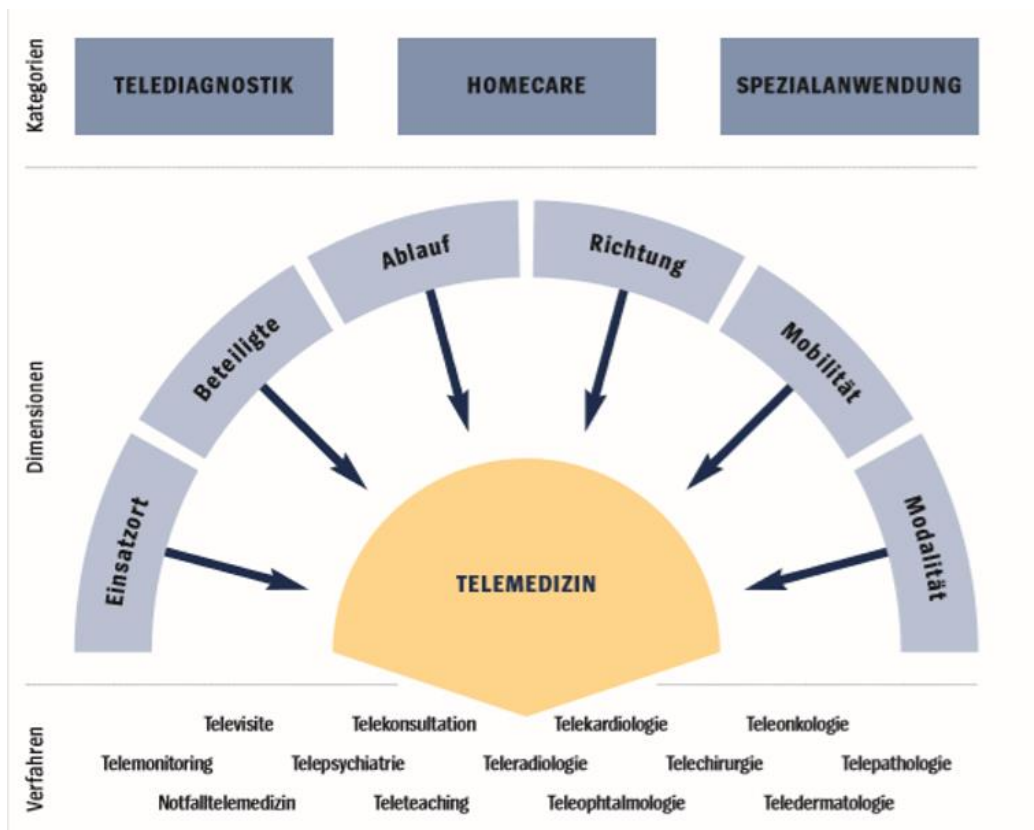 Kategorien
TELEDIAGNOSTIK
HOMECARE
SPEZIALANWENDUNG
Dimensionen
Einsatzort
Beteiligte
Ablauf
Richtung
Mobilität
Modalität
TELEMEDIZIN
Verfahren
Televisite Telekonsultation Telekardiologie Teleonkologie
Telemonitoring Telepsychiatrie Teleradiologie Telechirurgie Telepathologie
Notfalltelemedizin Teleteaching Teleophtalmologie Teledermatologie